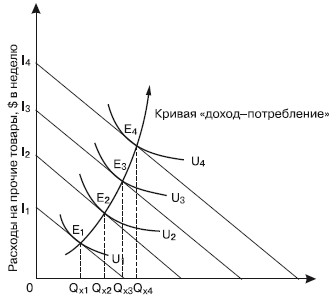 Расходы на прочие товары, $ в неделю
I4
I3
I2
I1
E4
E3
E2
E1
Кривая «доход–потребление»
U4
U3
U2
U1
0
Qx1 Qx2 Qx3 Qx4